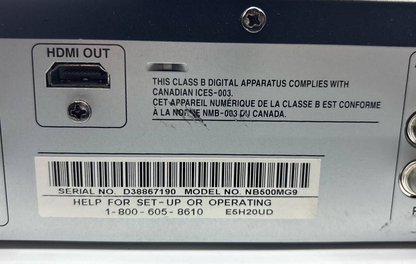 HDMI OUT
THIS CLASS B DIGITAL APPARATUS COMPLIES WITH
CANADIAN ICES-003.
CET APPAREIL NUMÉRIQUE DE LA CLASSE B EST CONFORME
À LA NORME NMB-003 DU CANADA.
SERIAL NO. D38867190 MODEL NO. NB500MG9
HELP FOR SET-UP OR OPERATING
1-800-605-8610 E5H20UD